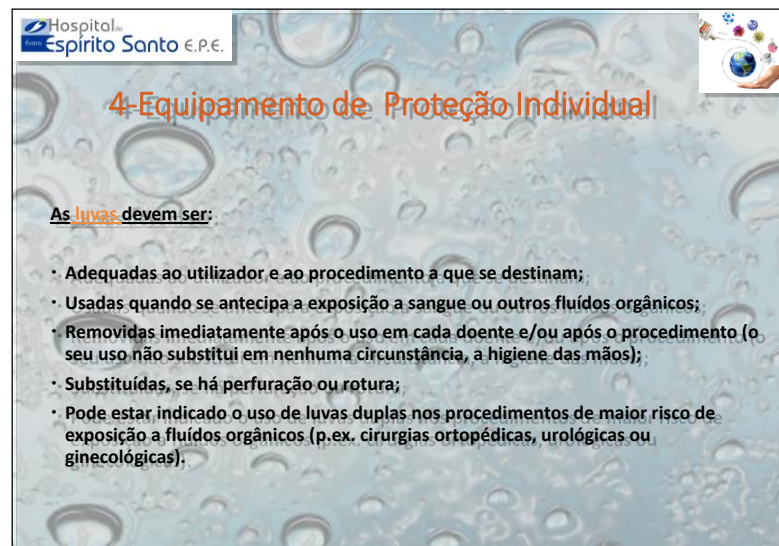 Hospital do
Évora Espírito Santo E.P.E.
4-Equipamento de Proteção Individual
As luvas devem ser:
• Adequadas ao utilizador e ao procedimento a que se destinam;
• Usadas quando se antecipa a exposição a sangue ou outros fluídos orgânicos;
• Removidas imediatamente após o uso em cada doente e/ou após o procedimento (o
seu uso não substitui em nenhuma circunstância, a higiene das mãos);
• Substituídas, se há perfuração ou rotura;
• Pode estar indicado o uso de luvas duplas nos procedimentos de maior risco de
exposição a fluídos orgânicos (p.ex. cirurgias ortopédicas, urológicas ou
ginecológicas).